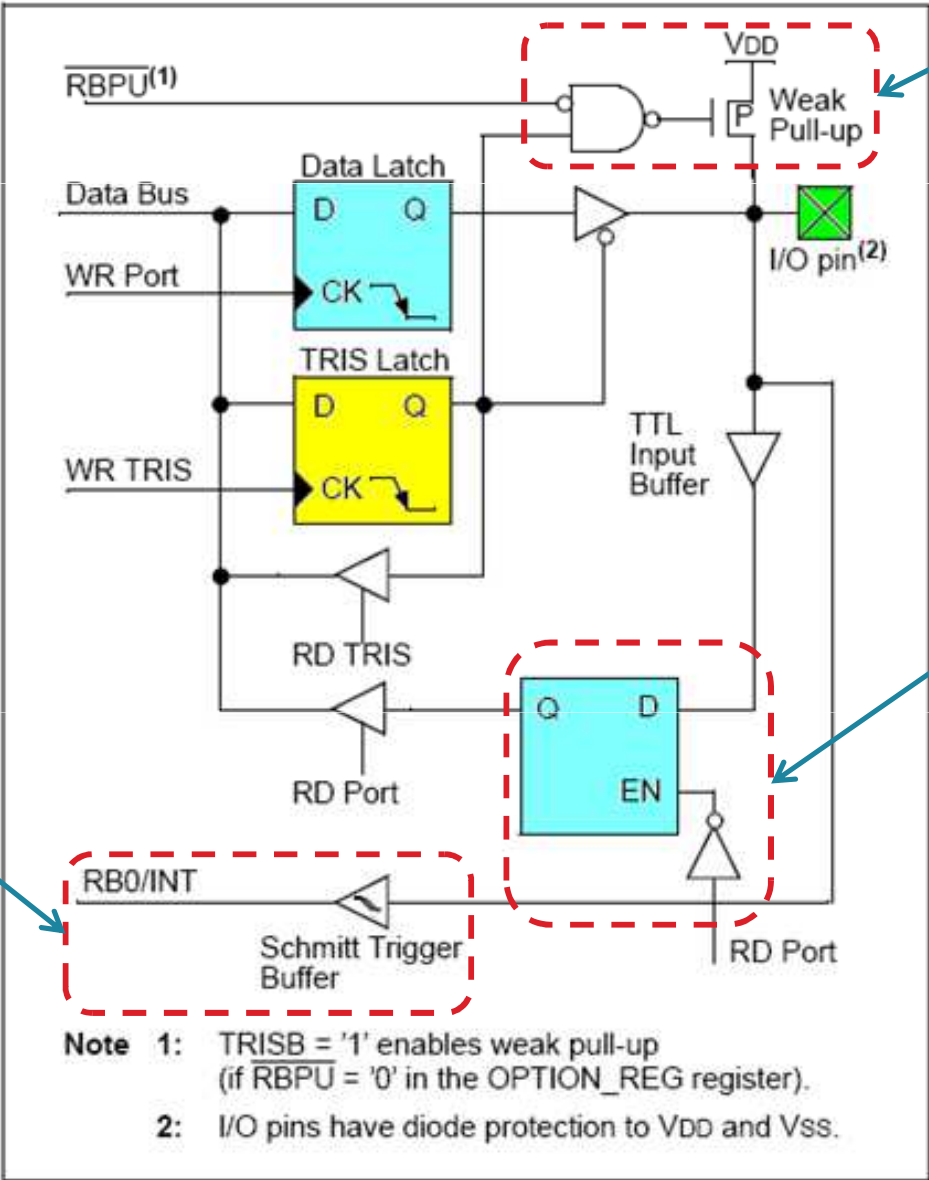 VDD
RBPU(1)
P
Weak
Pull-up
Data Latch
Data Bus
D
Q
I/O pin(2)
WR Port
CK
TRIS Latch
D
Q
TTL
Input
Buffer
WR TRIS
CK
RD TRIS
Q
D
RD Port
EN
RB0/INT
Schmitt Trigger
Buffer
RD Port
Note 1: TRISB = '1' enables weak pull-up
(if RBPU = '0' in the OPTION_REG register).
2: I/O pins have diode protection to VDD and VSS.